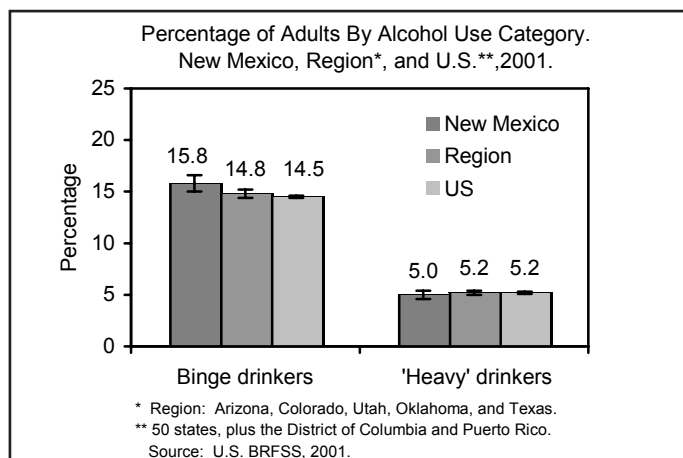 Percentage of Adults By Alcohol Use Category.
New Mexico, Region*, and U.S.**,2001.
25
20
15
10
5
0
Percentage
New Mexico
Region
US
15.8
14.8
14.5
5.0
5.2
5.2
Binge drinkers
'Heavy' drinkers
* Region: Arizona, Colorado, Utah, Oklahoma, and Texas.
** 50 states, plus the District of Columbia and Puerto Rico.
Source: U.S. BRFSS, 2001.